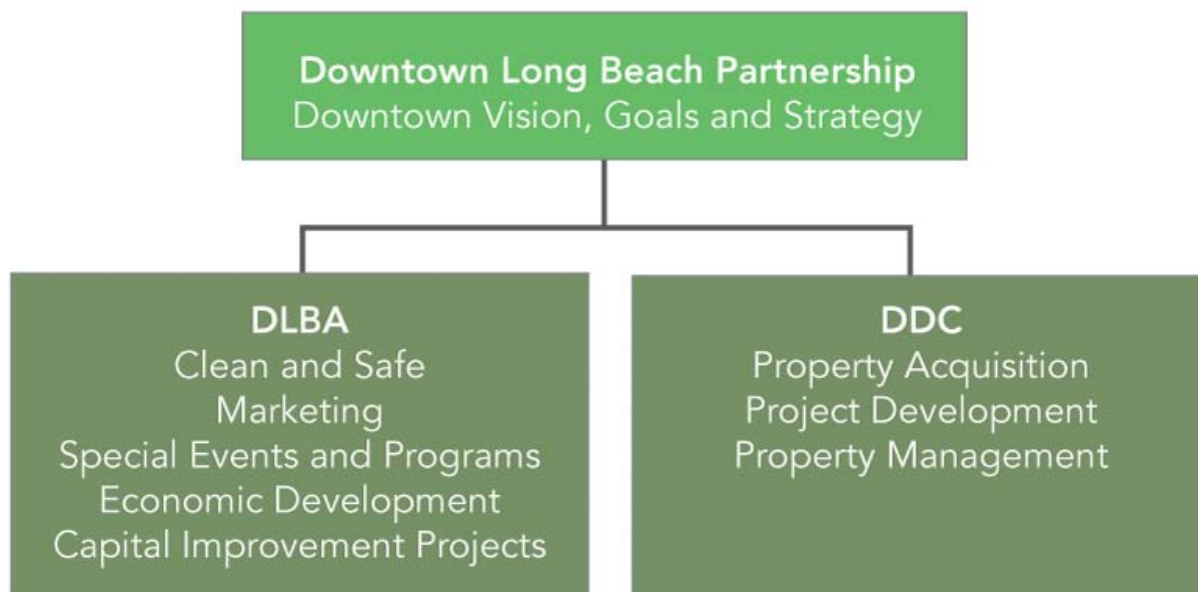 Downtown Long Beach Partnership
Downtown Vision, Goals and Strategy
DLBA
Clean and Safe
Marketing
Special Events and Programs
Economic Development
Capital Improvement Projects
DDC
Property Acquisition
Project Development
Property Management